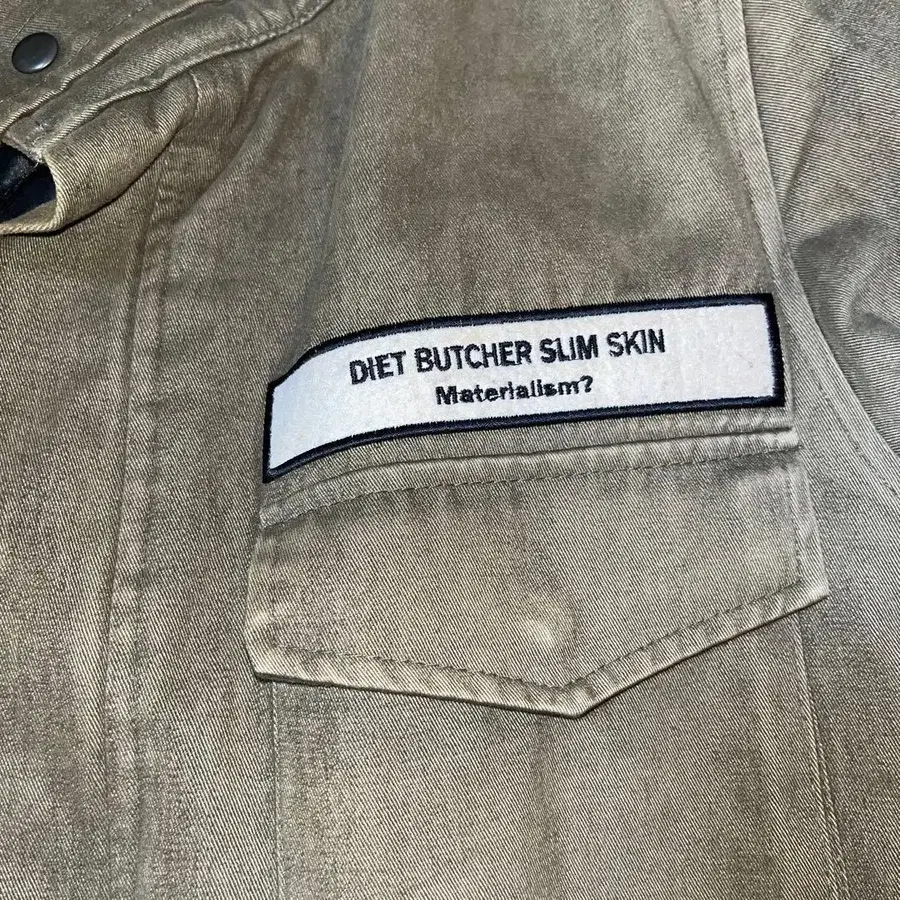 DIET BUTCHER SLIM SKIN
Materialism?